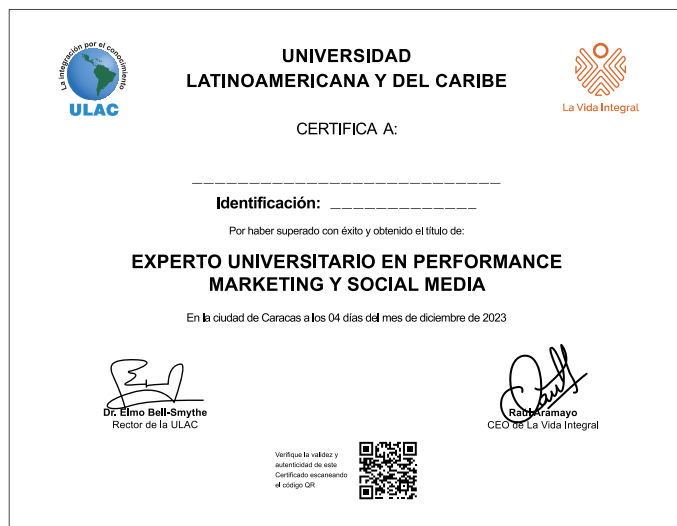 La integración por el conocimiento
ULAC
UNIVERSIDAD
LATINOAMERICANA Y DEL CARIBE
La Vida Integral
CERTIFICA A:
____________________________
Identificación: _____________
Por haber superado con éxito y obtenido el título de:
EXPERTO UNIVERSITARIO EN PERFORMANCE
MARKETING Y SOCIAL MEDIA
En la ciudad de Caracas a los 04 días del mes de diciembre de 2023
Dr. Elmo Bell-Smythe
Rector de la ULAC
Raúl Aramayo
CEO de La Vida Integral
Verifique la validez y
autenticidad de este
Certificado escaneando
el código QR